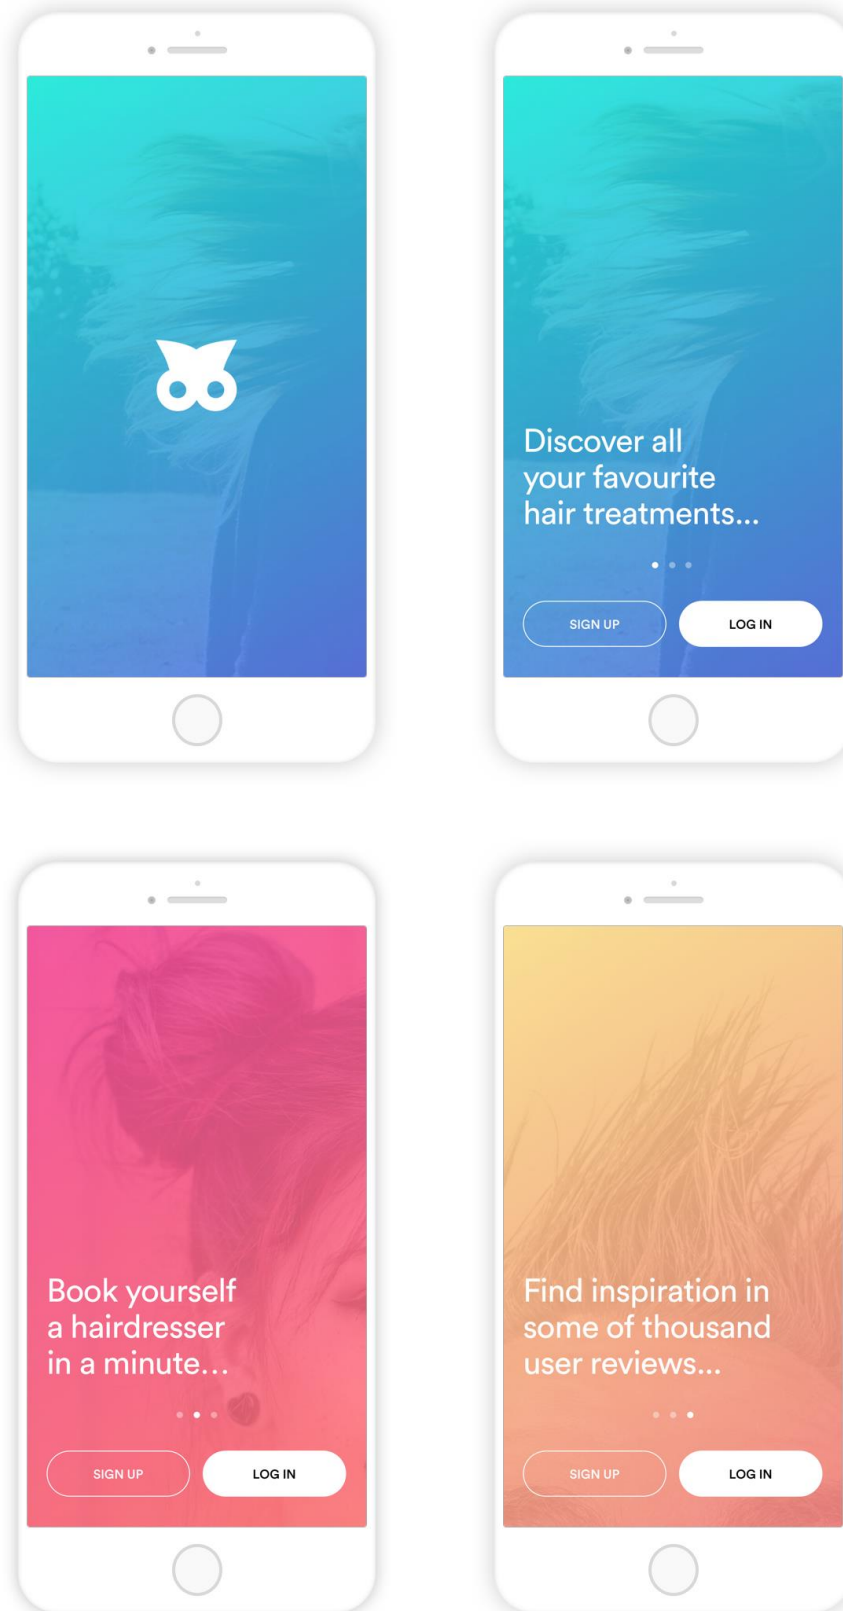 Discover all
your favourite
hair treatments...
SIGN UP
LOG IN
Book yourself
a hairdresser
in a minute...
SIGN UP
LOG IN
Find inspiration in
some of thousand
user reviews...
SIGN UP
LOG IN